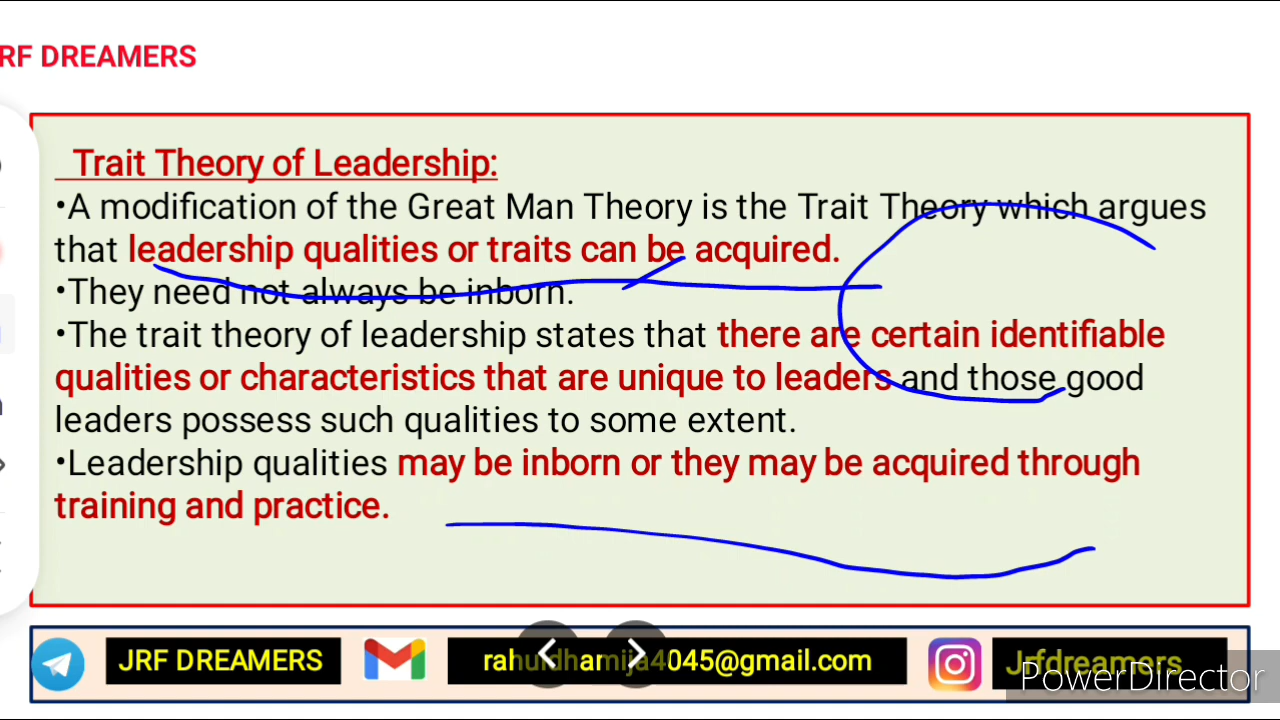 RF DREAMERS
Trait Theory of Leadership:
•A modification of the Great Man Theory is the Trait Theory which argues
that leadership qualities or traits can be acquired.
•They need not always be inborn.
•The trait theory of leadership states that there are certain identifiable
qualities or characteristics that are unique to leaders and those good
leaders possess such qualities to some extent.
•Leadership qualities may be inborn or they may be acquired through
training and practice.
JRF DREAMERS rahuldhamija4045@gmail.com Jrfdreamers
PowerDirector